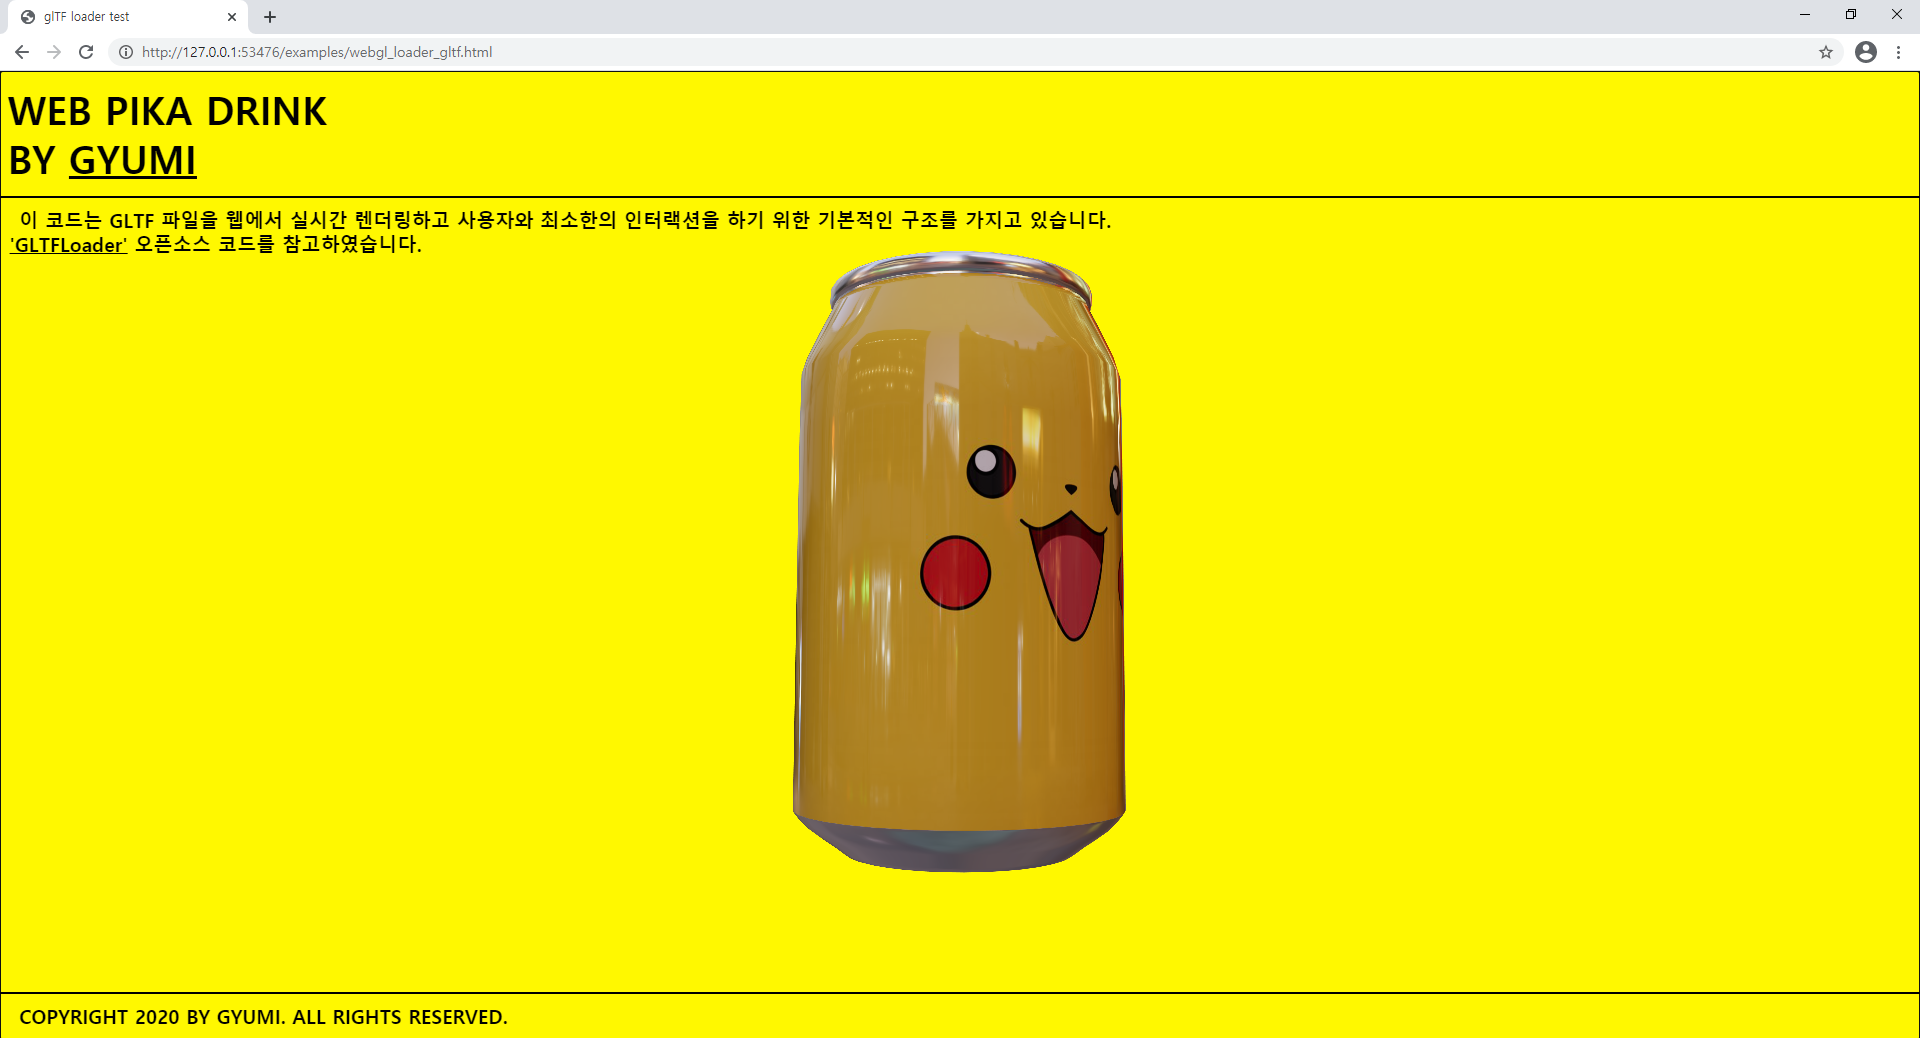 glTF loader test
http://127.0.0.1:53476/examples/webgl_loader_gltf.html
WEB PIKA DRINK
BY GYUMI
이 코드는 GLTF 파일을 웹에서 실시간 렌더링하고 사용자와 최소한의 인터랙션을 하기 위한 기본적인 구조를 가지고 있습니다.
'GLTFLoader' 오픈소스 코드를 참고하였습니다.
COPYRIGHT 2020 BY GYUMI. ALL RIGHTS RESERVED.